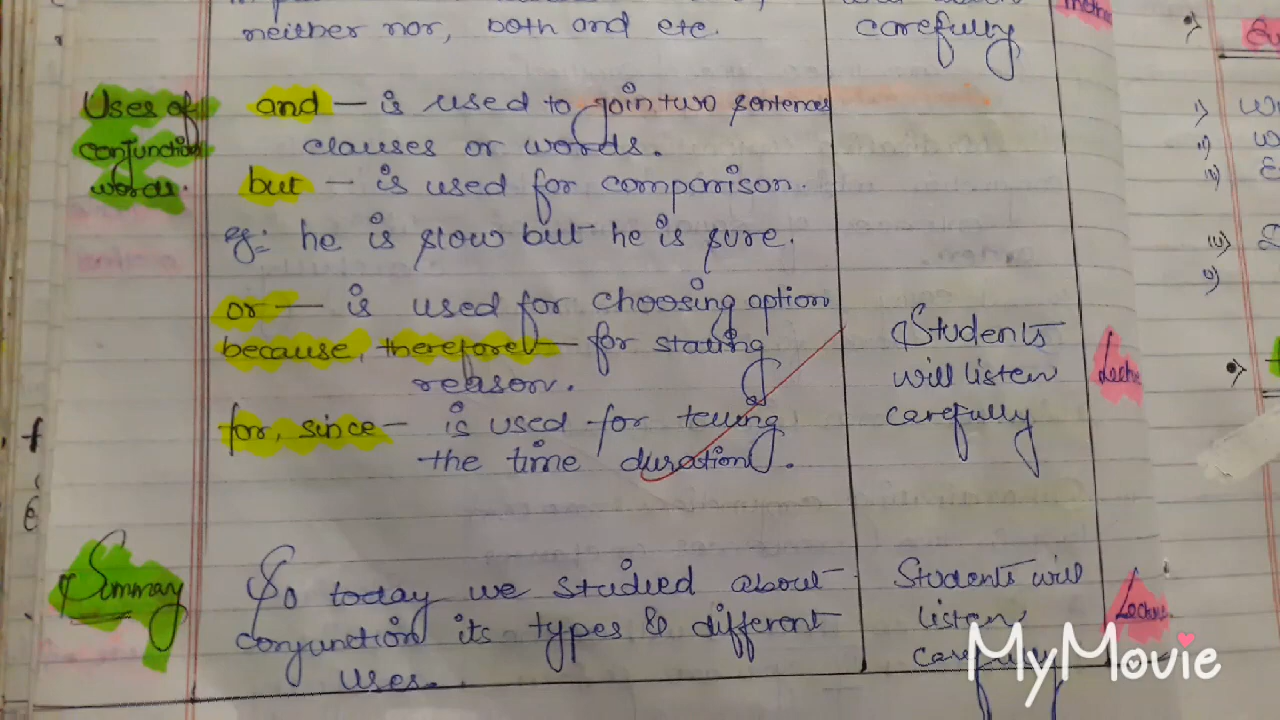 neither nor, both and etc.
carefully
Uses of
conjunction
words.
and — is used to join two sentences
clauses or words.
but — is used for comparison.
eg:- he is slow but he is sure.
or — is used for choosing option
because, therefore — for stating
reason.
for, since — is used for telling
the time duration.
Students
will listen
carefully
Summary
So today we studied about
conjunction its types & different
uses.
Students will
listen
carefully
MyMovie